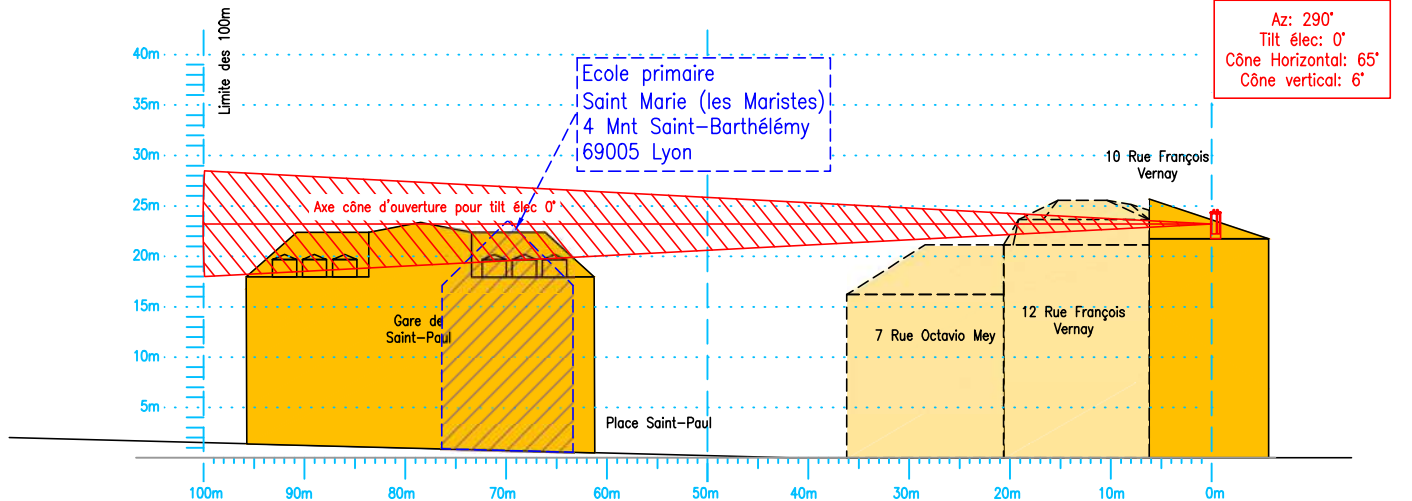 Az: 290°
Tilt élec: 0°
Cône Horizontal: 65°
Cône vertical: 6°
Limite des 100m
40m
35m
30m
25m
20m
15m
10m
5m
Ecole primaire
Saint Marie (les Maristes)
4 Mnt Saint-Barthélémy
69005 Lyon
10 Rue François
Vernay
Axe cône d'ouverture pour tilt élec 0°
Gare de
Saint-Paul
12 Rue François
Vernay
7 Rue Octavio Mey
Place Saint-Paul
100m 90m 80m 70m 60m 50m 40m 30m 20m 10m 0m